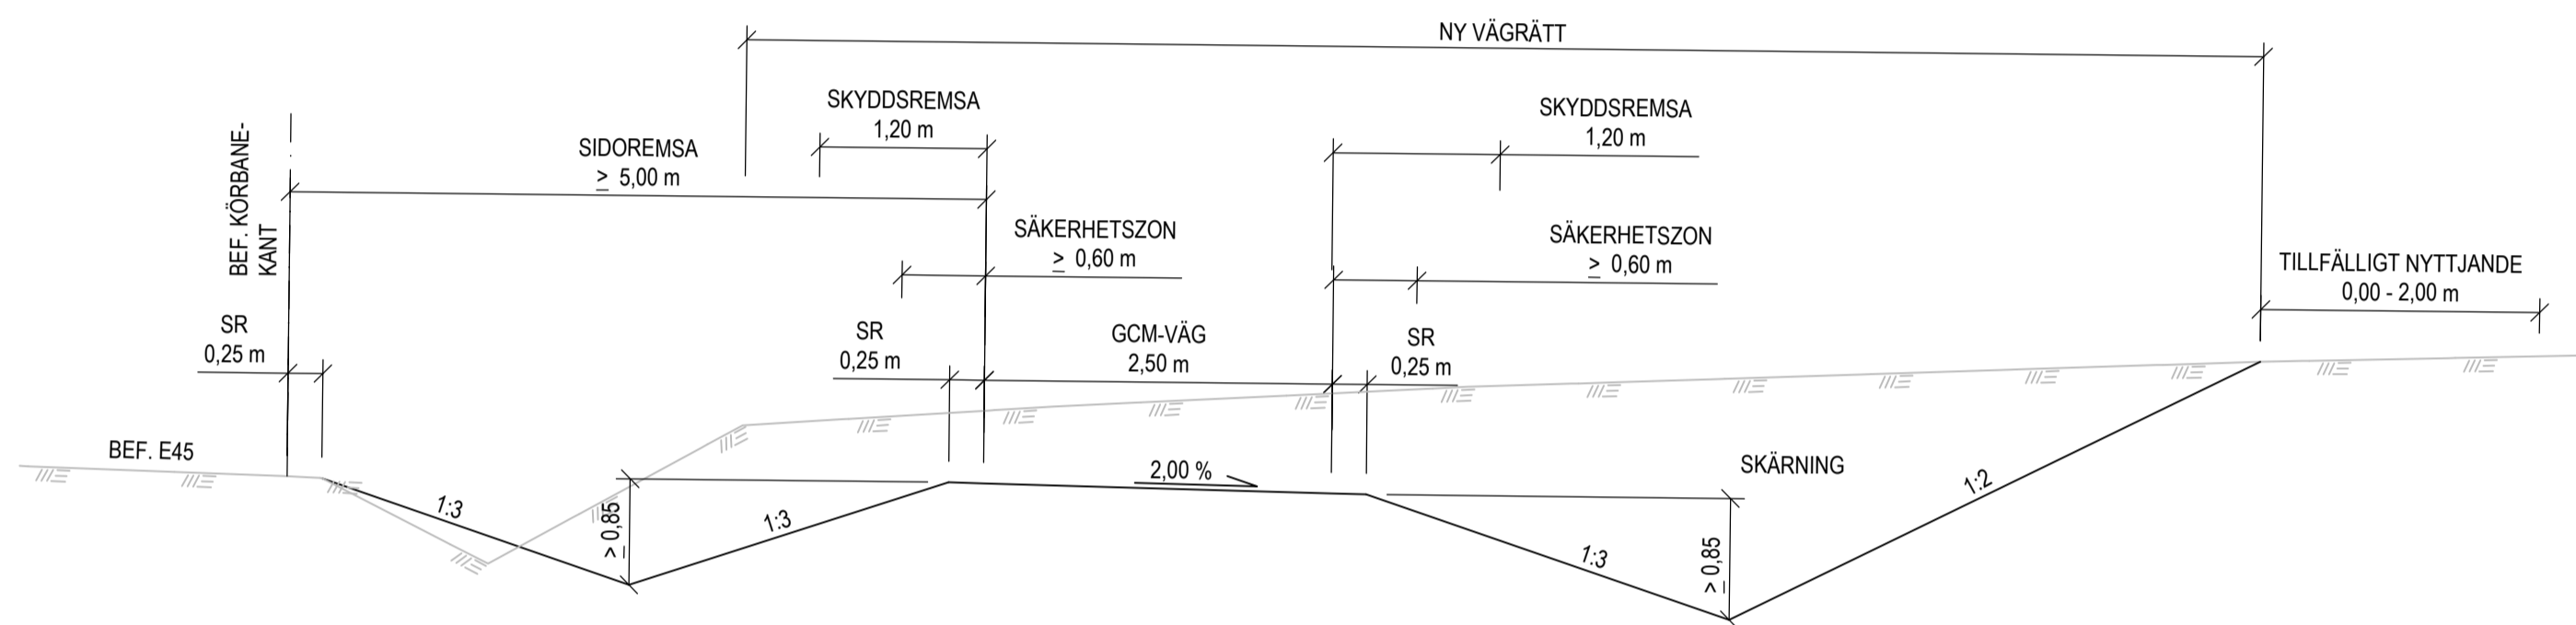 NY VÄGRÄTT
SKYDDSREMSA
1,20 m
SKYDDSREMSA
1,20 m
BEF. KÖRBANE-
KANT
SIDOREMSA
≥ 5,00 m
SÄKERHETSZON
≥ 0,60 m
SÄKERHETSZON
≥ 0,60 m
TILLFÄLLIGT NYTTJANDE
0,00 - 2,00 m
SR
0,25 m
SR
0,25 m
GCM-VÄG
2,50 m
SR
0,25 m
BEF. E45
1:3
≥ 0,85
1:3
2,00 %
SKÄRNING
1:3
≥ 0,85
1:2